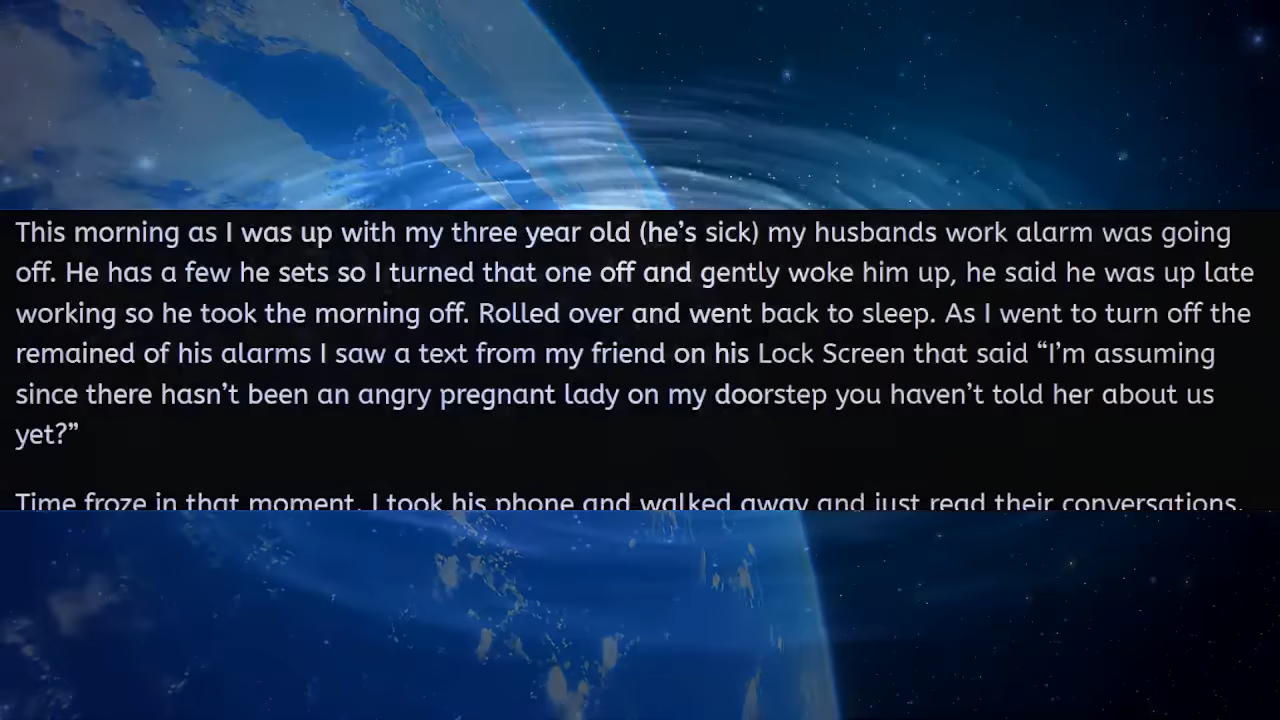 This morning as I was up with my three year old (he's sick) my husbands work alarm was going
off. He has a few he sets so I turned that one off and gently woke him up, he said he was up late
working so he took the morning off. Rolled over and went back to sleep. As I went to turn off the
remained of his alarms I saw a text from my friend on his Lock Screen that said “I'm assuming
since there hasn't been an angry pregnant lady on my doorstep you haven't told her about us
yet?”
Time froze in that moment. I took his phone and walked away and just read their conversations.